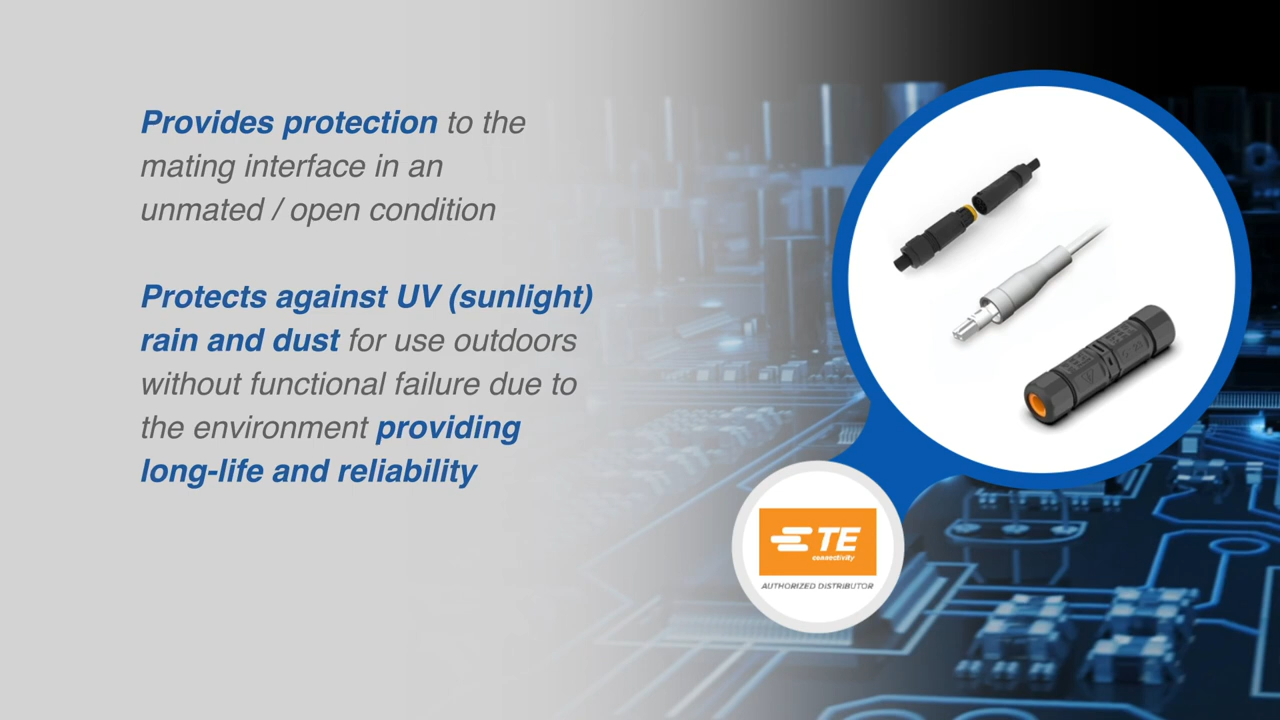 Provides protection to the
mating interface in an
unmated / open condition
Protects against UV (sunlight)
rain and dust for use outdoors
without functional failure due to
the environment providing
long-life and reliability
TE
connectivity
AUTHORIZED DISTRIBUTOR